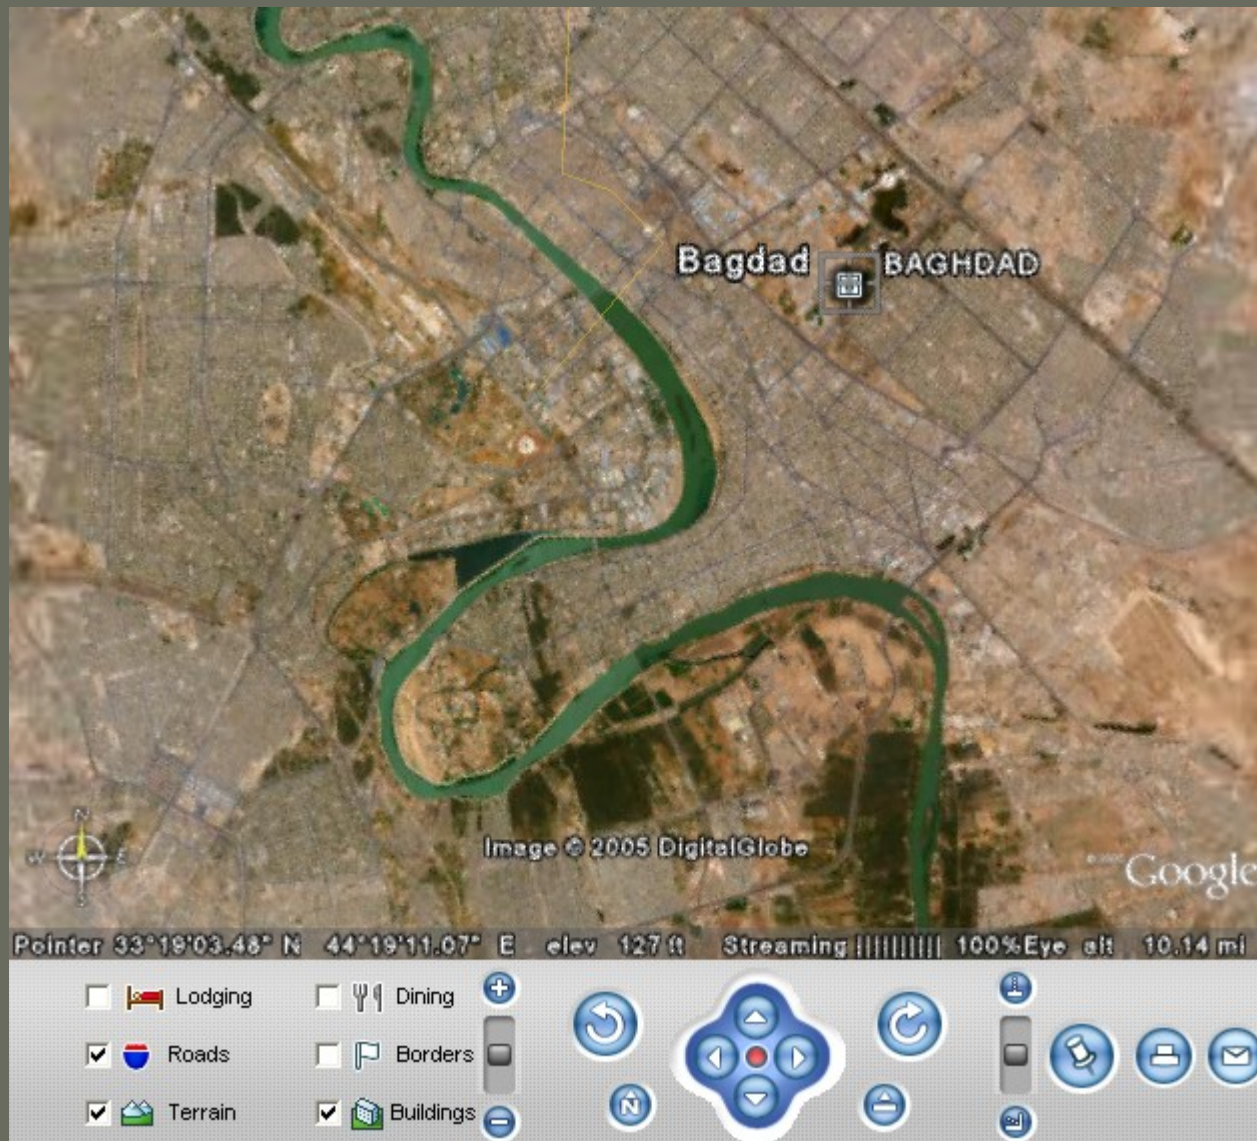 Bagdad BAGHDAD
N
W E
S
Image © 2005 DigitalGlobe
Google
Pointer 33°19'03.48" N 44°19'11.07" E elev 127 ft Streaming |||||||||| 100% Eye alt 10.14 mi
Lodging Dining
Roads Borders
N
Terrain Buildings